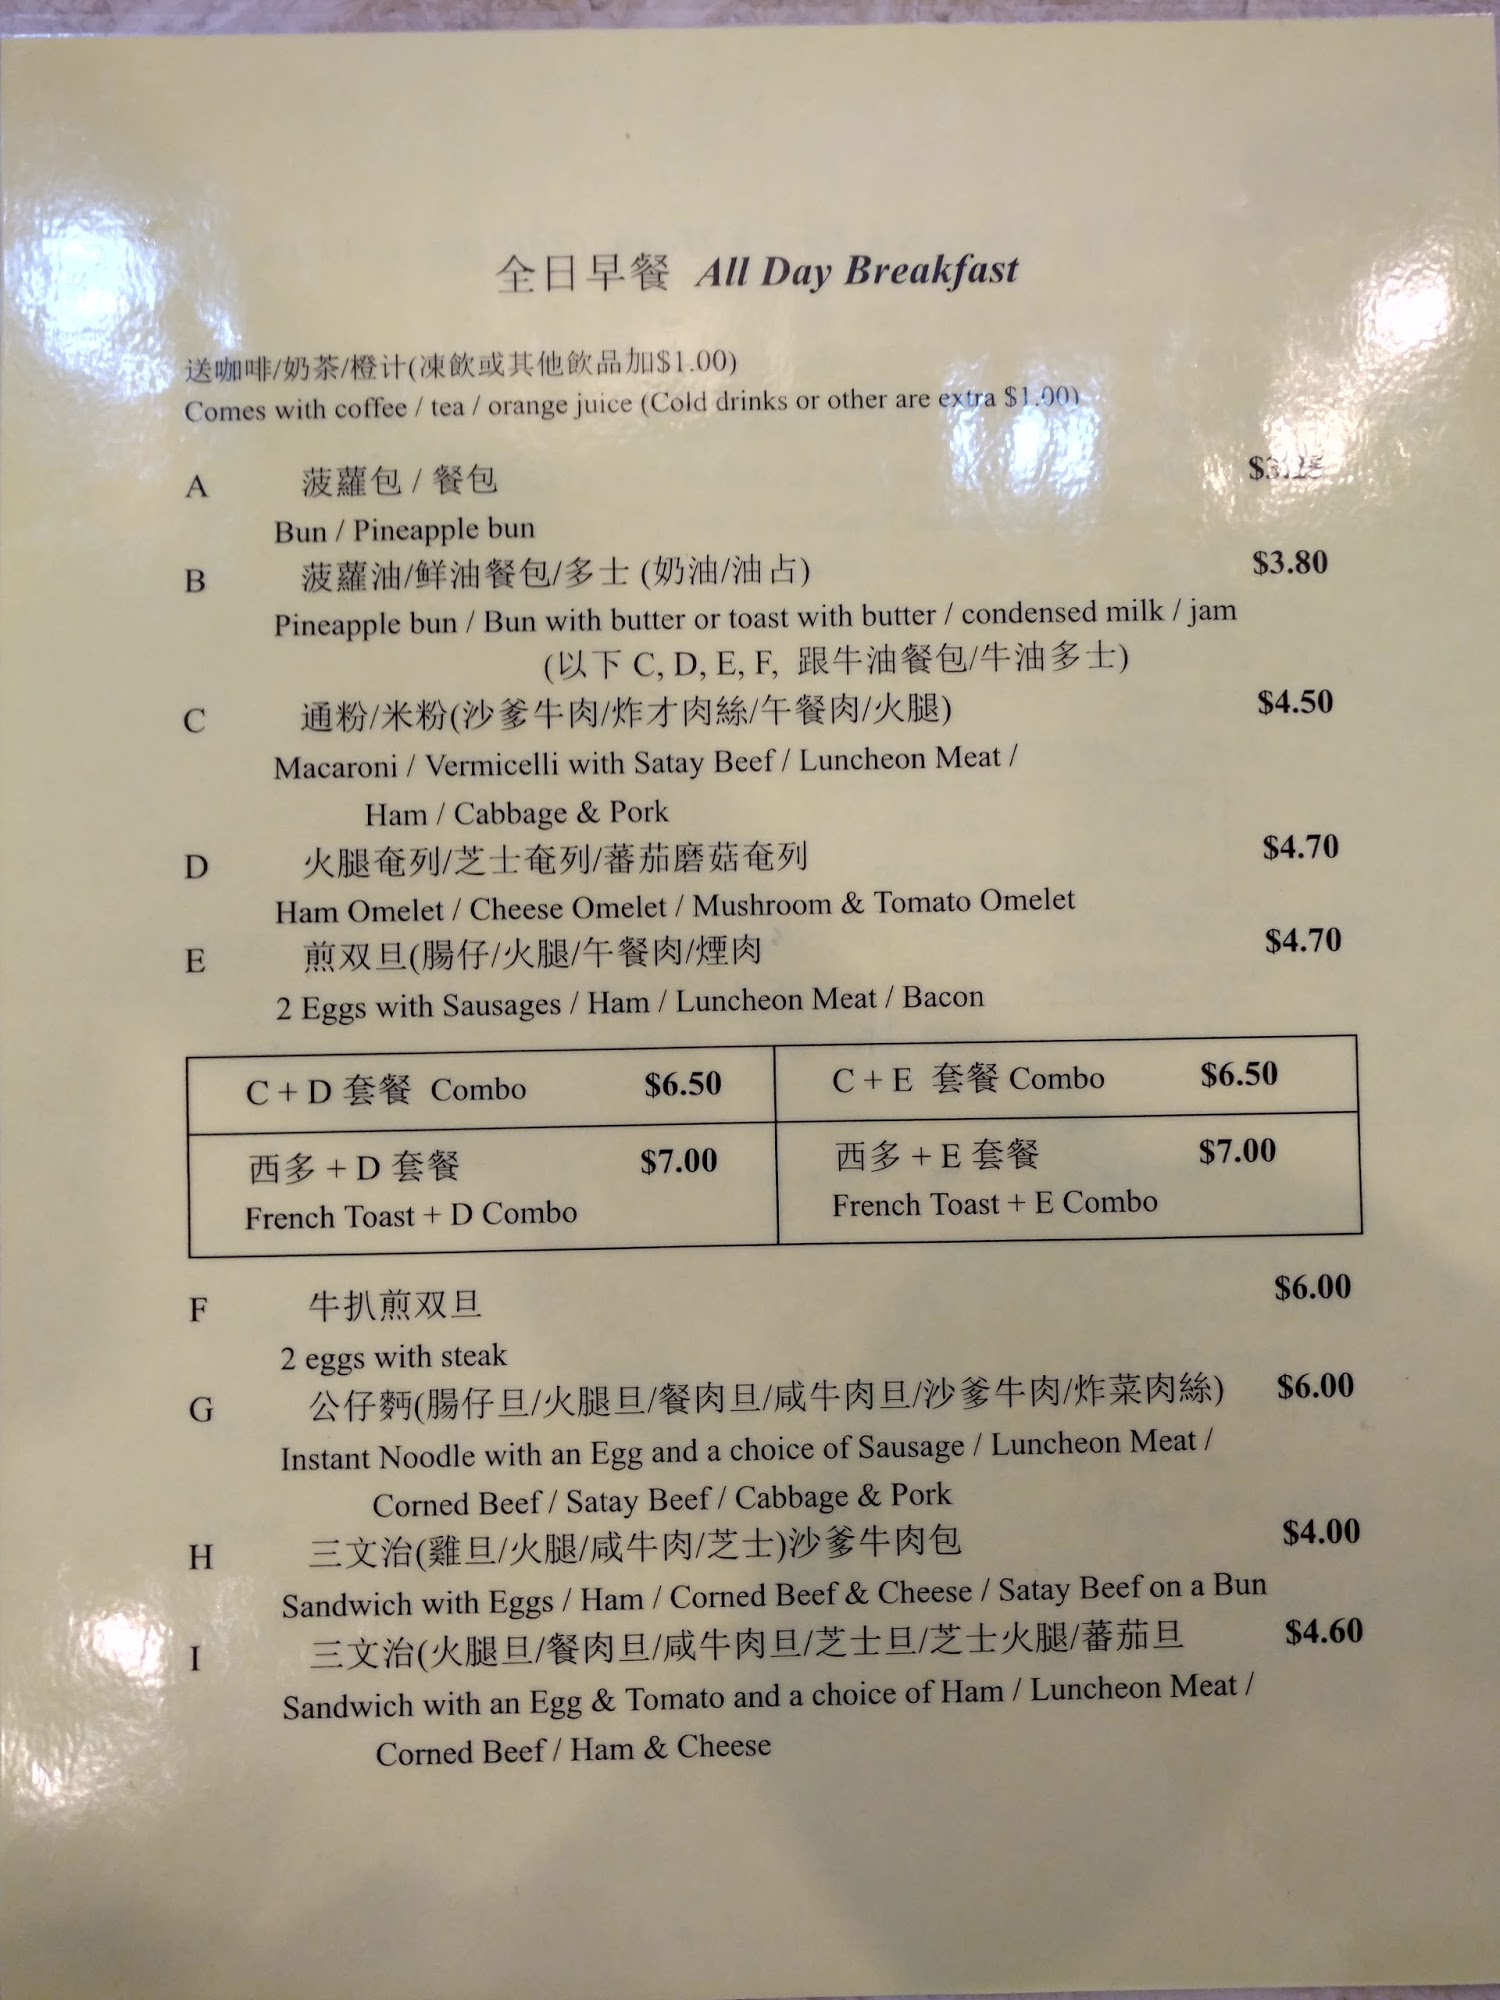 全日早餐 All Day Breakfast
送咖啡/奶茶/橙汁(凍飲或其他飲品加$1.00)
Comes with coffee / tea / orange juice (Cold drinks or other are extra $1.00)
A 菠蘿包 / 餐包
Bun / Pineapple bun
B 菠蘿油/鮮油餐包/多士 (奶油/油占) $3.80
Pineapple bun / Bun with butter or toast with butter / condensed milk / jam
(以下 C, D, E, F, 跟牛油餐包/牛油多士)
C 通粉/米粉(沙爹牛肉/炸才肉絲/午餐肉/火腿) $4.50
Macaroni / Vermicelli with Satay Beef / Luncheon Meat /
Ham / Cabbage & Pork
D 火腿奄列/芝士奄列/蕃茄磨菇奄列 $4.70
Ham Omelet / Cheese Omelet / Mushroom & Tomato Omelet
E 煎双旦(腸仔/火腿/午餐肉/煙肉 $4.70
2 Eggs with Sausages / Ham / Luncheon Meat / Bacon
C + D 套餐 Combo $6.50
C + E 套餐 Combo $6.50
西多 + D 套餐 $7.00
French Toast + D Combo
西多 + E 套餐 $7.00
French Toast + E Combo
F 牛扒煎双旦 $6.00
2 eggs with steak
G 公仔麪(腸仔旦/火腿旦/餐肉旦/咸牛肉旦/沙爹牛肉/炸菜肉絲) $6.00
Instant Noodle with an Egg and a choice of Sausage / Luncheon Meat /
Corned Beef / Satay Beef / Cabbage & Pork
H 三文治(雞旦/火腿/咸牛肉/芝士)沙爹牛肉包 $4.00
Sandwich with Eggs / Ham / Corned Beef & Cheese / Satay Beef on a Bun
I 三文治(火腿旦/餐肉旦/咸牛肉旦/芝士旦/芝士火腿/蕃茄旦 $4.60
Sandwich with an Egg & Tomato and a choice of Ham / Luncheon Meat /
Corned Beef / Ham & Cheese